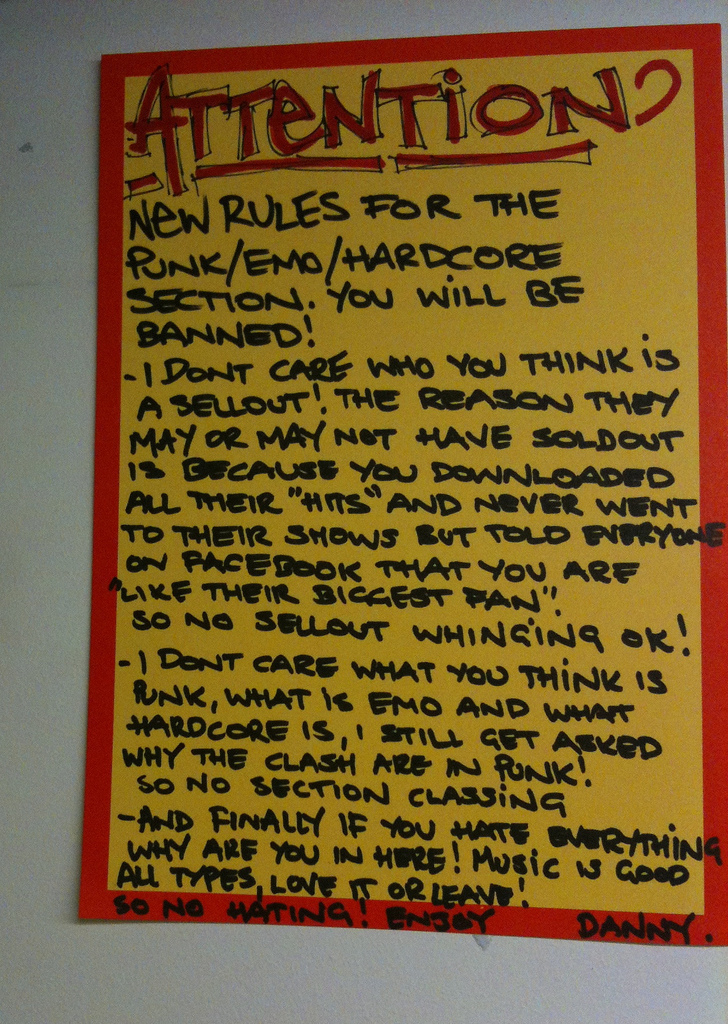 ATTENTION
NEW RULES FOR THE
PUNK/EMO/HARDCORE
SECTION. YOU WILL BE
BANNED!
- I DONT CARE WHO YOU THINK IS
A SELLOUT! THE REASON THEY
MAY OR MAY NOT HAVE SOLDOUT
IS BECAUSE YOU DOWNLOADED
ALL THEIR "HITS" AND NEVER WENT
TO THEIR SHOWS BUT TOLD EVERYONE
ON FACEBOOK THAT YOU ARE
"LIKE THEIR BIGGEST FAN".
SO NO SELLOUT WHINGING OK!
- I DONT CARE WHAT YOU THINK IS
PUNK, WHAT IS EMO AND WHAT
HARDCORE IS, I STILL GET ASKED
WHY THE CLASH ARE IN PUNK!
SO NO SECTION CLASSING
- AND FINALLY IF YOU HATE EVERYTHING
WHY ARE YOU IN HERE! MUSIC IS GOOD
ALL TYPES, LOVE IT OR LEAVE!
SO NO HATING! ENJOY DANNY.